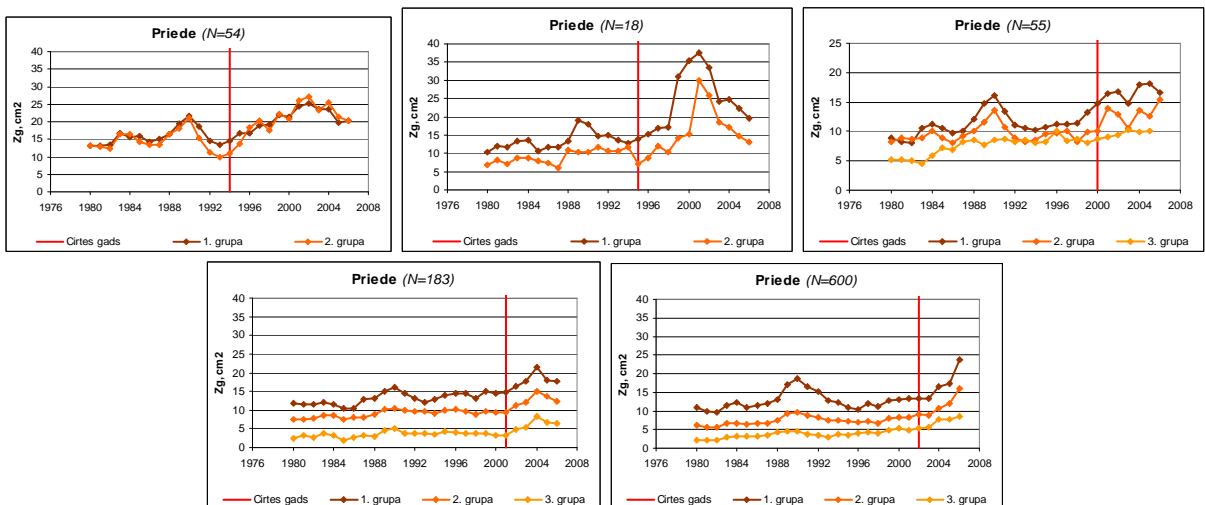 Priede (N=54)
Zg, cm2
40
35
30
25
20
15
10
5
0
1976 1980 1984 1988 1992 1996 2000 2004 2008
Cirtes gads 1. grupa 2. grupa
Priede (N=18)
Zg, cm2
40
35
30
25
20
15
10
5
0
1976 1980 1984 1988 1992 1996 2000 2004 2008
Cirtes gads 1. grupa 2. grupa
Priede (N=55)
Zg, cm2
25
20
15
10
5
0
1976 1980 1984 1988 1992 1996 2000 2004 2008
Cirtes gads 1. grupa 2. grupa 3. grupa
Priede (N=183)
Zg, cm2
40
35
30
25
20
15
10
5
0
1976 1980 1984 1988 1992 1996 2000 2004 2008
Cirtes gads 1. grupa 2. grupa 3. grupa
Priede (N=600)
Zg, cm2
40
35
30
25
20
15
10
5
0
1976 1980 1984 1988 1992 1996 2000 2004 2008
Cirtes gads 1. grupa 2. grupa 3. grupa